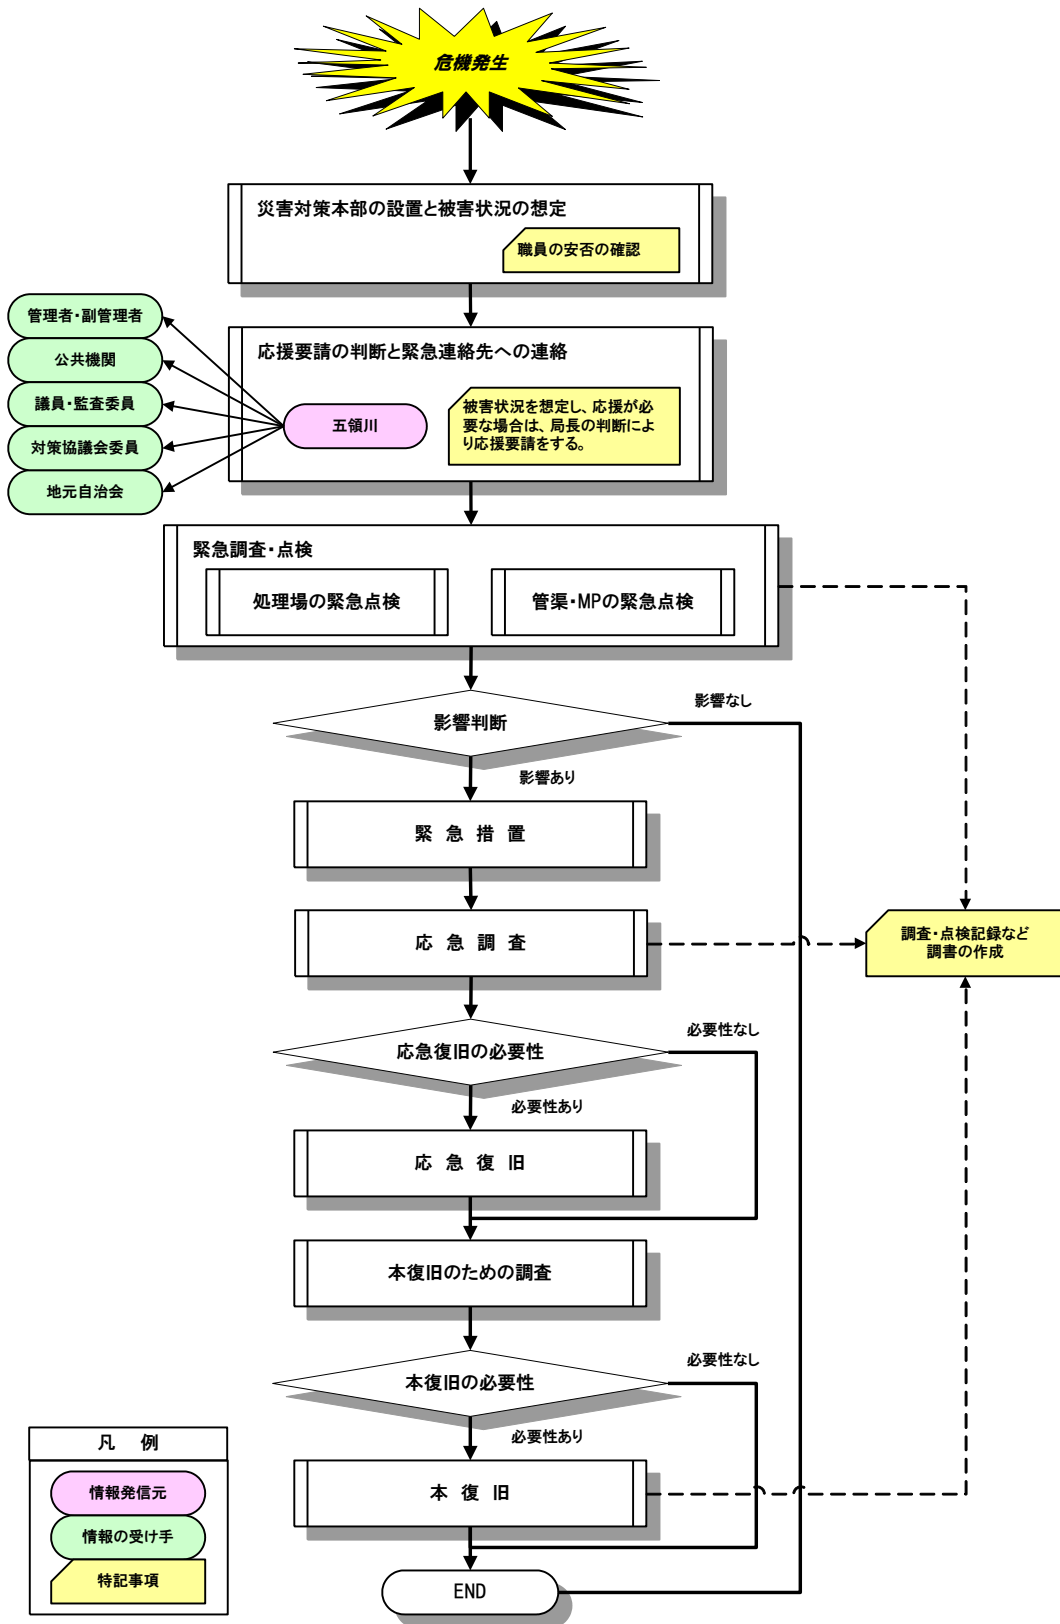 危機発生
災害対策本部の設置と被害状況の想定
職員の安否の確認
応援要請の判断と緊急連絡先への連絡
管理者・副管理者
公共機関
議員・監査委員
対策協議会委員
地元自治会
五領川
被害状況を想定し、応援が必
要な場合は、局長の判断によ
り応援要請をする。
緊急調査・点検
処理場の緊急点検
管渠・MPの緊急点検
影響判断
影響なし
影響あり
緊 急 措 置
応 急 調 査
調査・点検記録など
調書の作成
応急復旧の必要性
必要性なし
必要性あり
応 急 復 旧
本復旧のための調査
本復旧の必要性
必要性なし
必要性あり
本 復 旧
END
凡 例
情報発信元
情報の受け手
特記事項